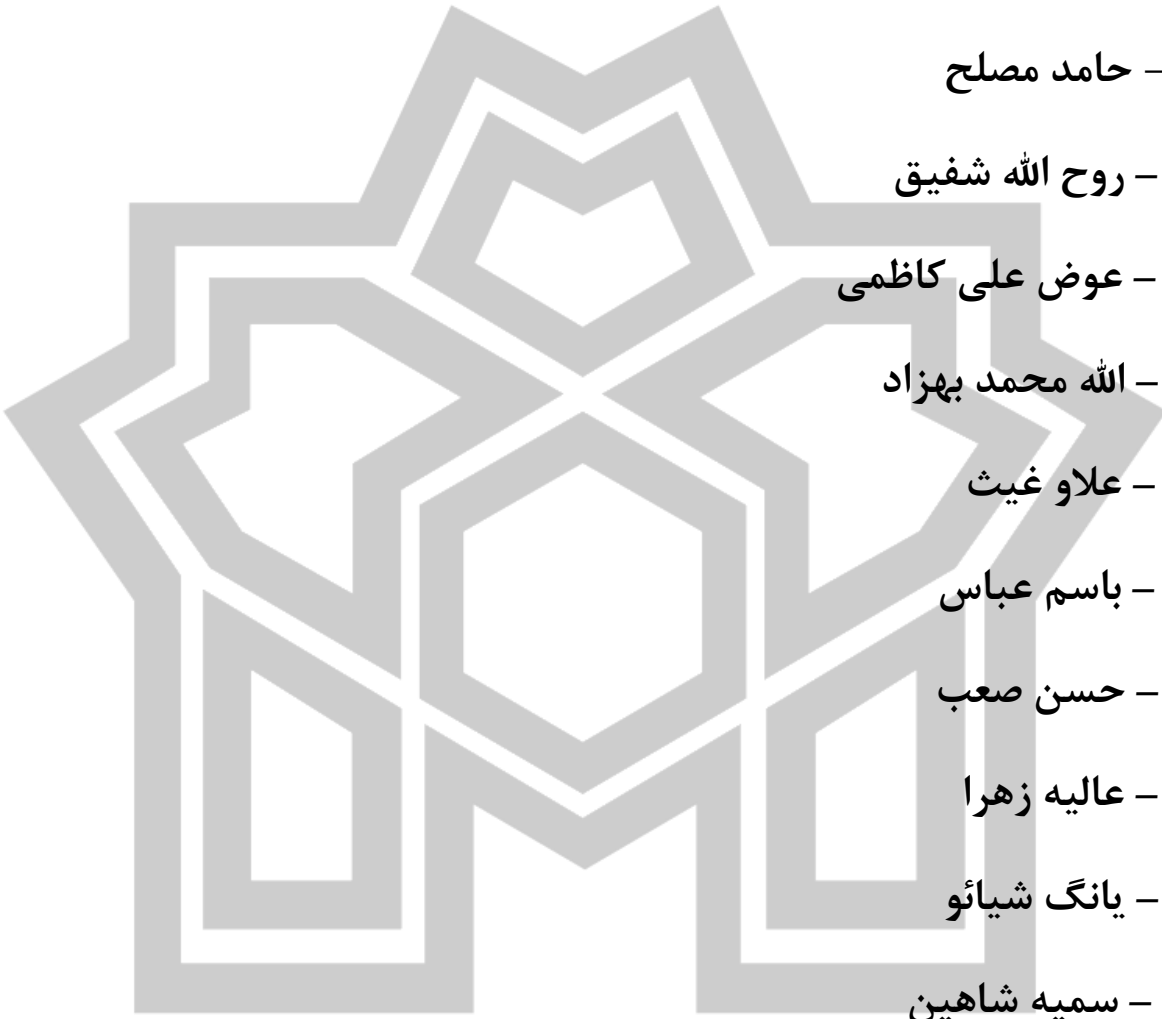 – حامد مصلح
– روح الله شفیق
– عوض علی کاظمی
– الله محمد بهزاد
– علاو غیث
– باسم عباس
– حسن صعب
– عالیه زهرا
– یانگ شیائو
– سمیه شاهین